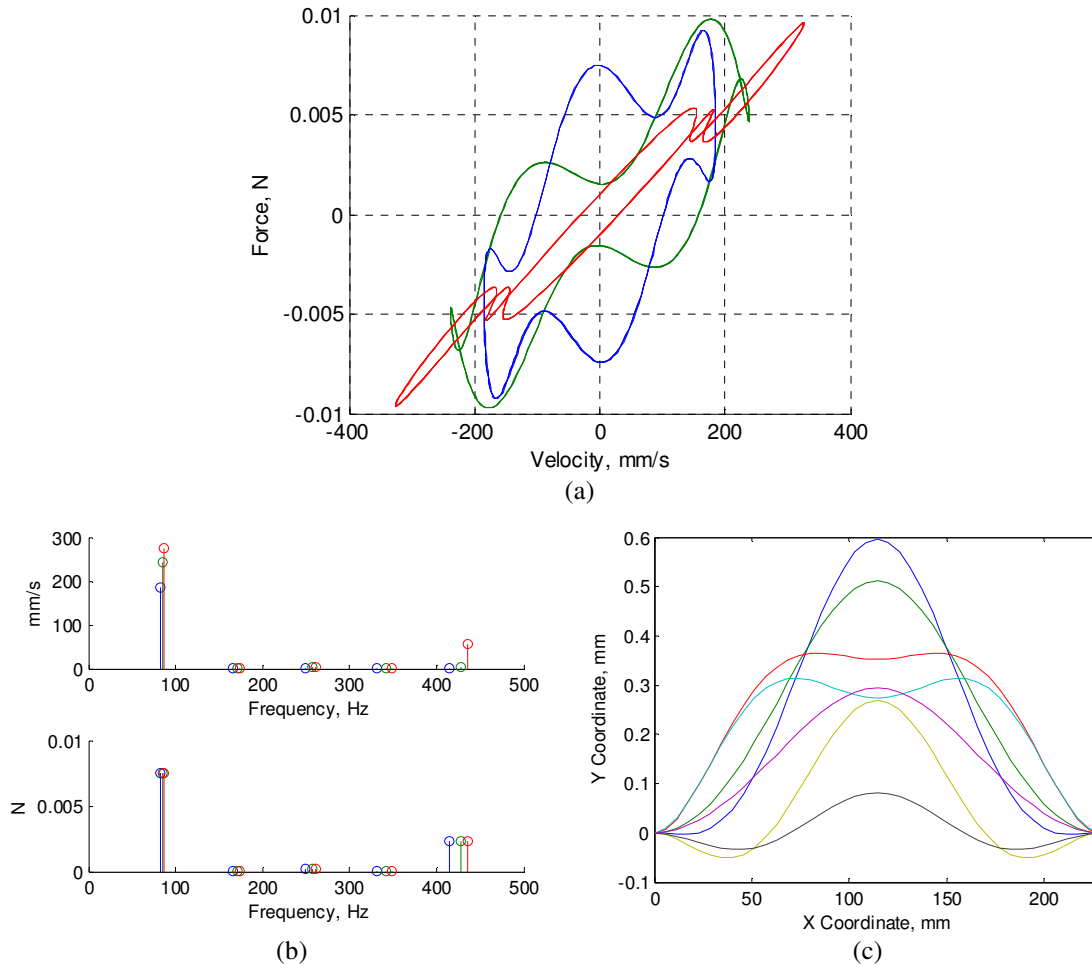 0.01
0.005
0
-0.005
-0.01
Force, N
-400 -200 0 200 400
Velocity, mm/s
(a)
300
200
100
0
mm/s
0 100 200 300 400 500
Frequency, Hz
0.01
0.005
0
N
0 100 200 300 400 500
Frequency, Hz
(b)
0.6
0.5
0.4
0.3
0.2
0.1
0
-0.1
Y Coordinate, mm
0 50 100 150 200
X Coordinate, mm
(c)